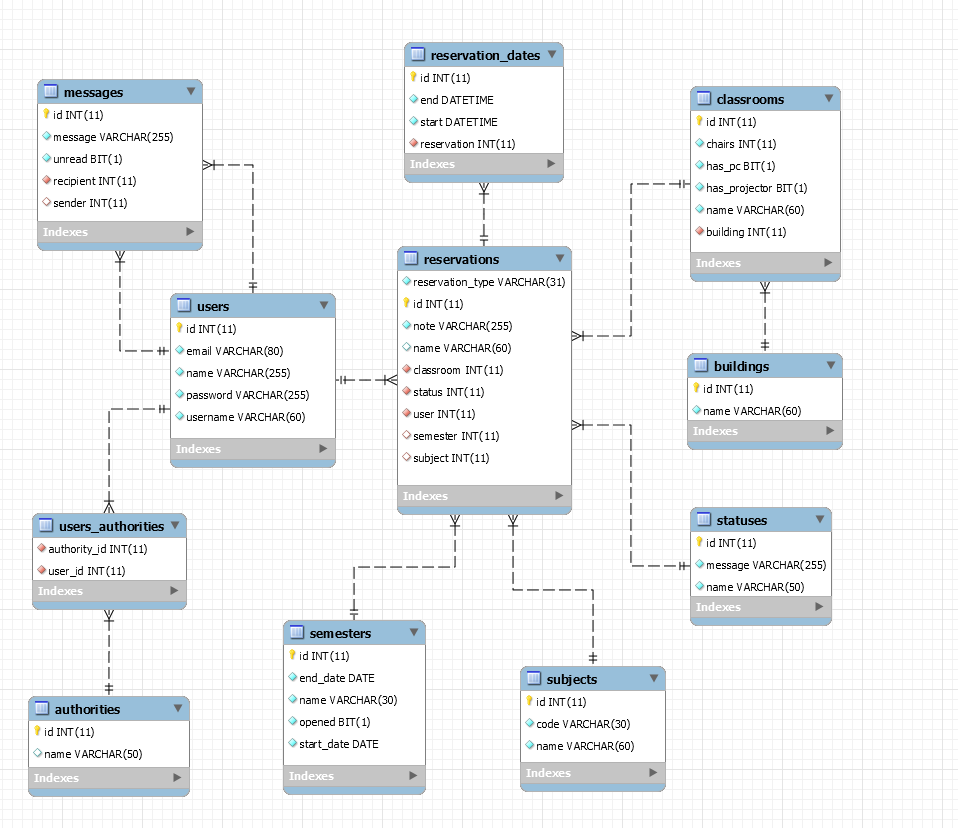 messages
id INT(11)
message VARCHAR(255)
unread BIT(1)
recipient INT(11)
sender INT(11)
Indexes
reservation_dates
id INT(11)
end DATETIME
start DATETIME
reservation INT(11)
Indexes
classrooms
id INT(11)
chairs INT(11)
has_pc BIT(1)
has_projector BIT(1)
name VARCHAR(60)
building INT(11)
Indexes
users
id INT(11)
email VARCHAR(80)
name VARCHAR(255)
password VARCHAR(255)
username VARCHAR(60)
Indexes
reservations
reservation_type VARCHAR(31)
id INT(11)
note VARCHAR(255)
name VARCHAR(60)
classroom INT(11)
status INT(11)
user INT(11)
semester INT(11)
subject INT(11)
Indexes
buildings
id INT(11)
name VARCHAR(60)
Indexes
users_authorities
authority_id INT(11)
user_id INT(11)
Indexes
statuses
id INT(11)
message VARCHAR(255)
name VARCHAR(50)
Indexes
authorities
id INT(11)
name VARCHAR(50)
Indexes
semesters
id INT(11)
end_date DATE
name VARCHAR(30)
opened BIT(1)
start_date DATE
Indexes
subjects
id INT(11)
code VARCHAR(30)
name VARCHAR(60)
Indexes